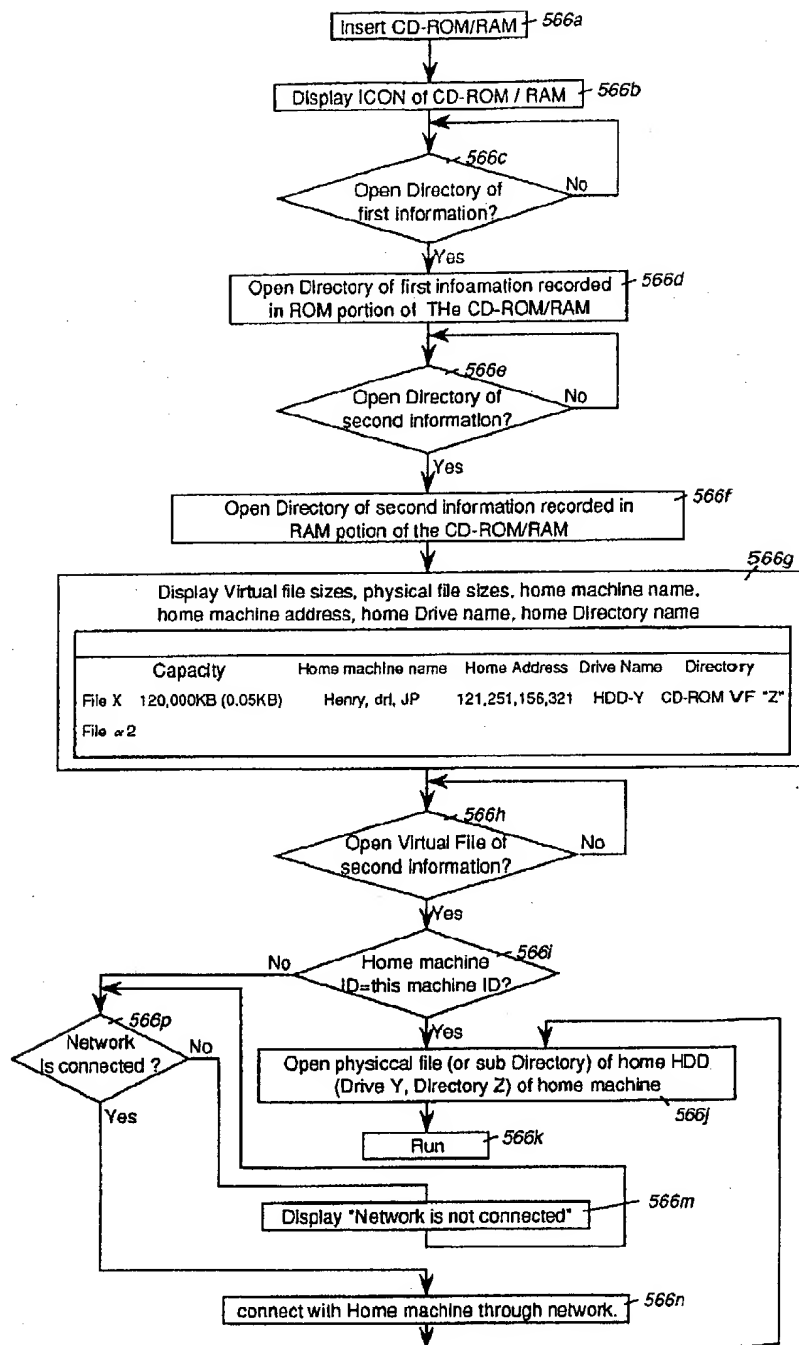 Insert CD-ROM/RAM
566a
Display ICON of CD-ROM / RAM
566b
566c
Open Directory of
first information?
No
Yes
Open Directory of first infoamation recorded
in ROM portion of THe CD-ROM/RAM
566d
566e
Open Directory of
second information?
No
Yes
Open Directory of second information recorded in
RAM potion of the CD-ROM/RAM
566f
566g
Display Virtual file sizes, physical file sizes, home machine name,
home machine address, home Drive name, home Directory name
Capacity Home machine name Home Address Drive Name Directory
File X 120,000KB (0.05KB) Henry, drl, JP 121,251,156,321 HDD-Y CD-ROM VF "Z"
File α2
566h
Open Virtual File of
second information?
No
Yes
566i
Home machine
ID=this machine ID?
No
Yes
566p
Network
is connected ?
No
Yes
Open physiccal file (or sub Directory) of home HDD
(Drive Y, Directory Z) of home machine
566j
Run
566k
Display "Network is not connected"
566m
connect with Home machine through network.
566n